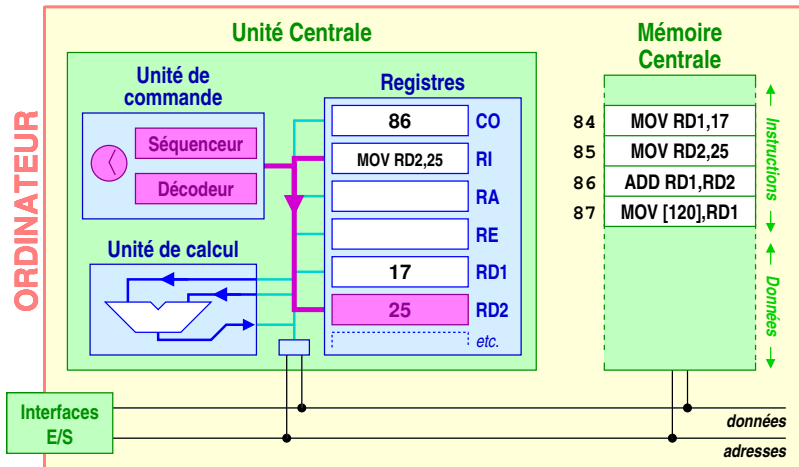 ORDINATEUR
Unité Centrale
Unité de
commande
Séquenceur
Décodeur
Unité de calcul
Registres
86 CO
MOV RD2,25 RI
RA
RE
17 RD1
25 RD2
etc.
Mémoire
Centrale
84 MOV RD1,17
85 MOV RD2,25
86 ADD RD1,RD2
87 MOV [120],RD1
Instructions
Données
Interfaces
E/S
données
adresses